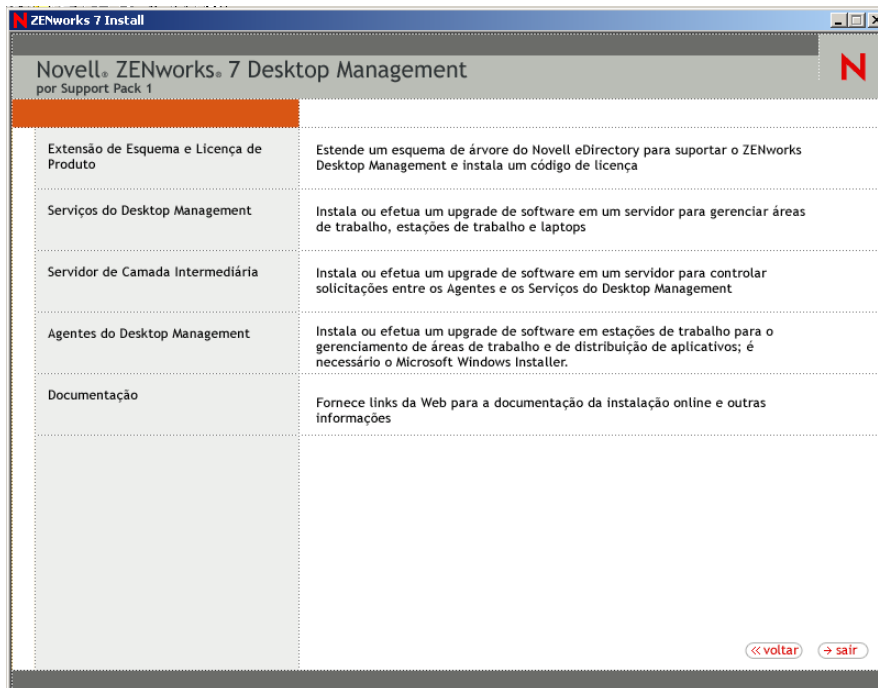 ZENworks 7 Install
Novell® ZENworks® 7 Desktop Management
por Support Pack 1
N
Extensão de Esquema e Licença de
Produto
Estende um esquema de árvore do Novell eDirectory para suportar o ZENworks
Desktop Management e instala um código de licença
Serviços do Desktop Management
Instala ou efetua um upgrade de software em um servidor para gerenciar áreas
de trabalho, estações de trabalho e laptops
Servidor de Camada Intermediária
Instala ou efetua um upgrade de software em um servidor para controlar
solicitações entre os Agentes e os Serviços do Desktop Management
Agentes do Desktop Management
Instala ou efetua um upgrade de software em estações de trabalho para o
gerenciamento de áreas de trabalho e de distribuição de aplicativos; é
necessário o Microsoft Windows Installer.
Documentação
Fornece links da Web para a documentação da instalação online e outras
informações
voltar
sair